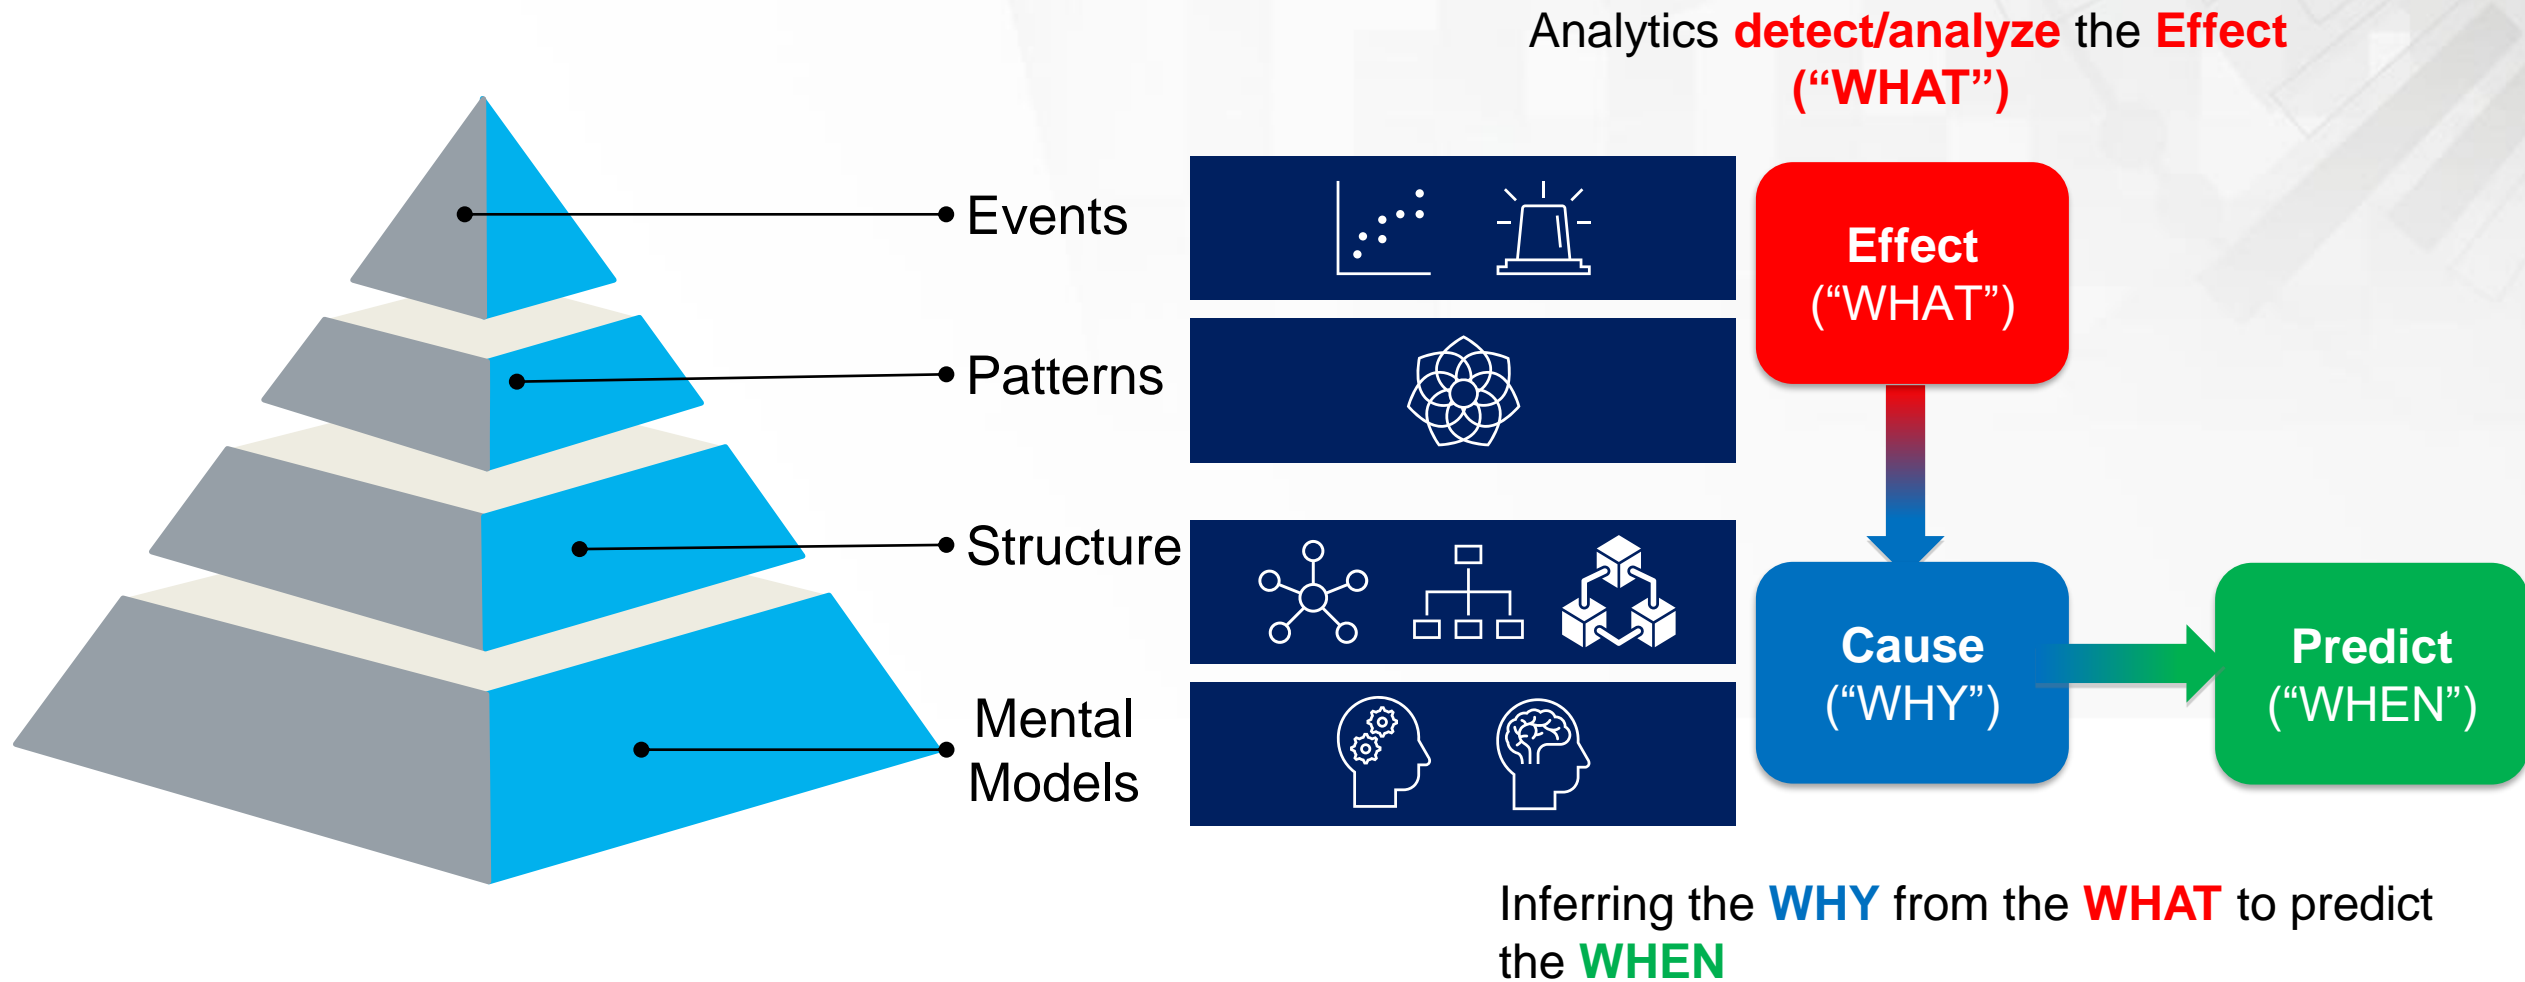 Analytics detect/analyze the Effect
(“WHAT”)
Events
Patterns
Structure
Mental
Models
Effect
(“WHAT”)
Cause
(“WHY”)
Predict
(“WHEN”)
Inferring the WHY from the WHAT to predict
the WHEN